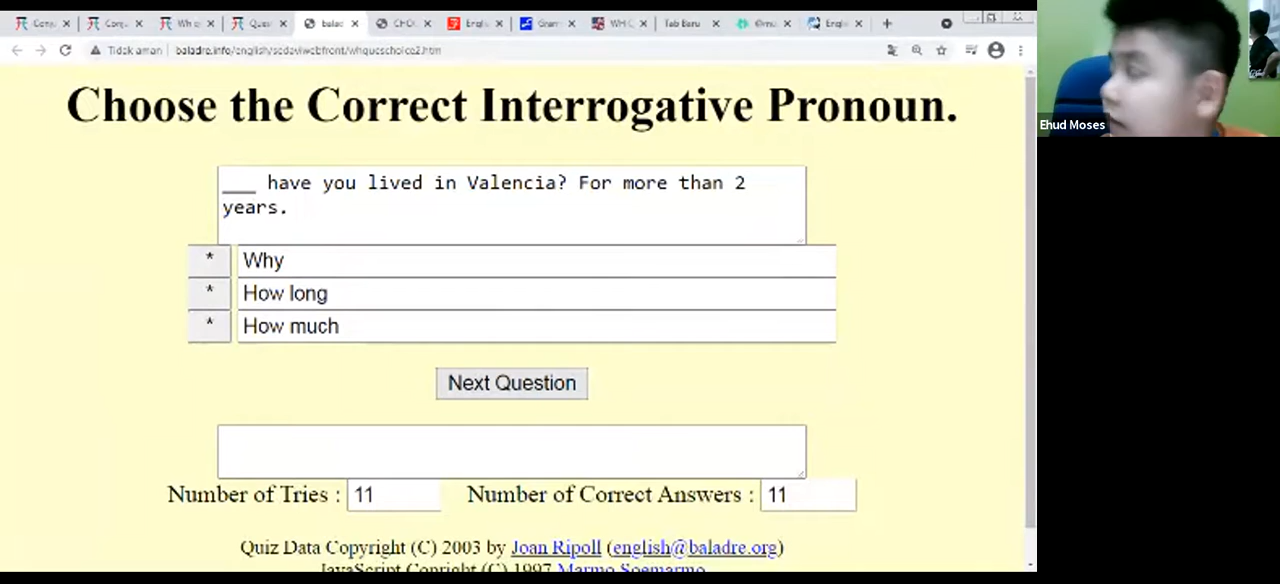 Tab Baru
Tidak aman
baladre.info/english/sedaviwebfront/whqueschoice2.htm
Choose the Correct Interrogative Pronoun.
Ehud Moses
___ have you lived in Valencia? For more than 2
years.
* Why
* How long
* How much
Next Question
Number of Tries : 11 Number of Correct Answers : 11
Quiz Data Copyright (C) 2003 by Joan Ripoll (english@baladre.org)